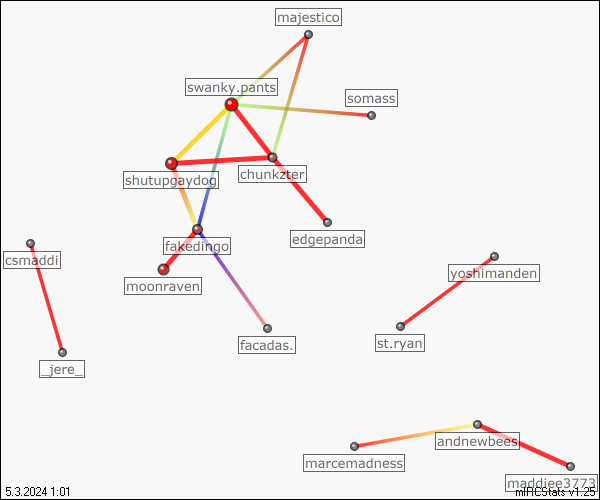 majestico
swanky.pants
somass
shutupgaydog
chunkzter
edgepanda
fakedingo
csmaddi
yoshimanden
moonraven
facadas.
st.ryan
_jere_
andnewbees
marcemadness
maddiee3773
5.3.2024 1:01
mIRCStats v1.25